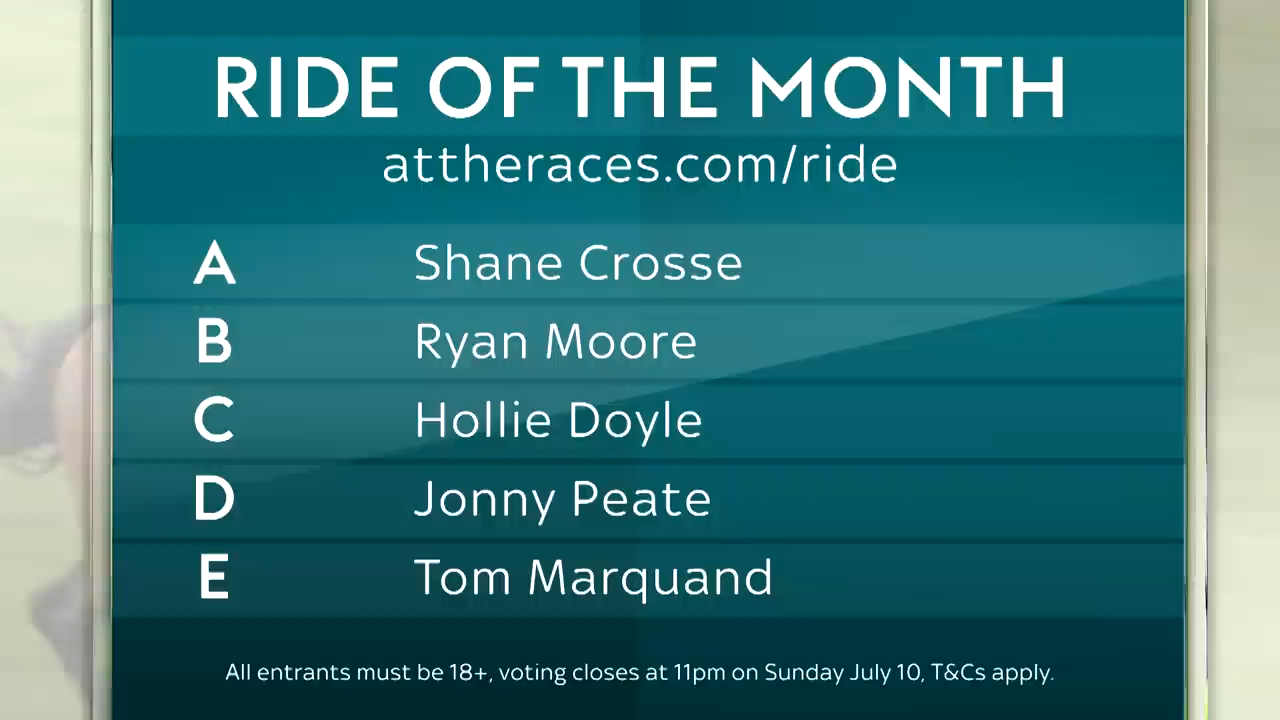 RIDE OF THE MONTH
attheraces.com/ride
A Shane Crosse
B Ryan Moore
C Hollie Doyle
D Jonny Peate
E Tom Marquand
All entrants must be 18+, voting closes at 11pm on Sunday July 10, T&Cs apply.